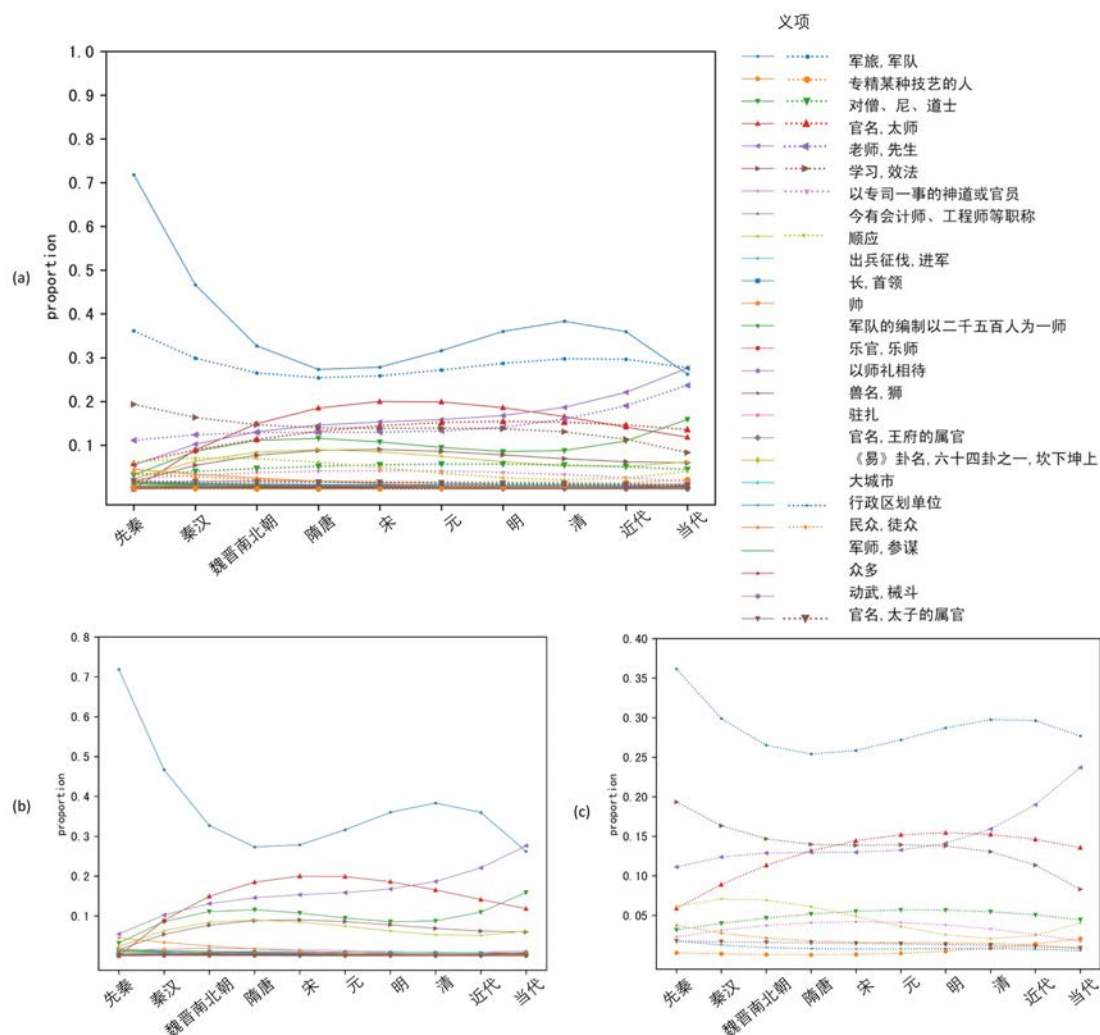 义项
1.0
0.9
0.8
0.7
0.6
0.5
0.4
0.3
0.2
0.1
proportion
(a)
先秦
秦汉
魏晋南北朝
隋唐
宋
元
明
清
近代
当代
军旅,军队
专精某种技艺的人
对僧、尼、道士
官名,太师
老师,先生
学习,效法
以专司一事的神道或官员
今有会计师、工程师等职称
顺应
出兵征伐,进军
长,首领
帅
军队的编制以二千五百人为一师
乐官,乐师
以师礼相待
兽名,狮
驻扎
官名,王府的属官
《易》卦名,六十四卦之一,坎下坤上
大城市
行政区划单位
民众,徒众
军师,参谋
众多
动武,械斗
官名,太子的属官
0.8
0.7
0.6
0.5
0.4
0.3
0.2
0.1
proportion
(b)
先秦
秦汉
魏晋南北朝
隋唐
宋
元
明
清
近代
当代
0.40
0.35
0.30
0.25
0.20
0.15
0.10
0.05
proportion
(c)
先秦
秦汉
魏晋南北朝
隋唐
宋
元
明
清
近代
当代